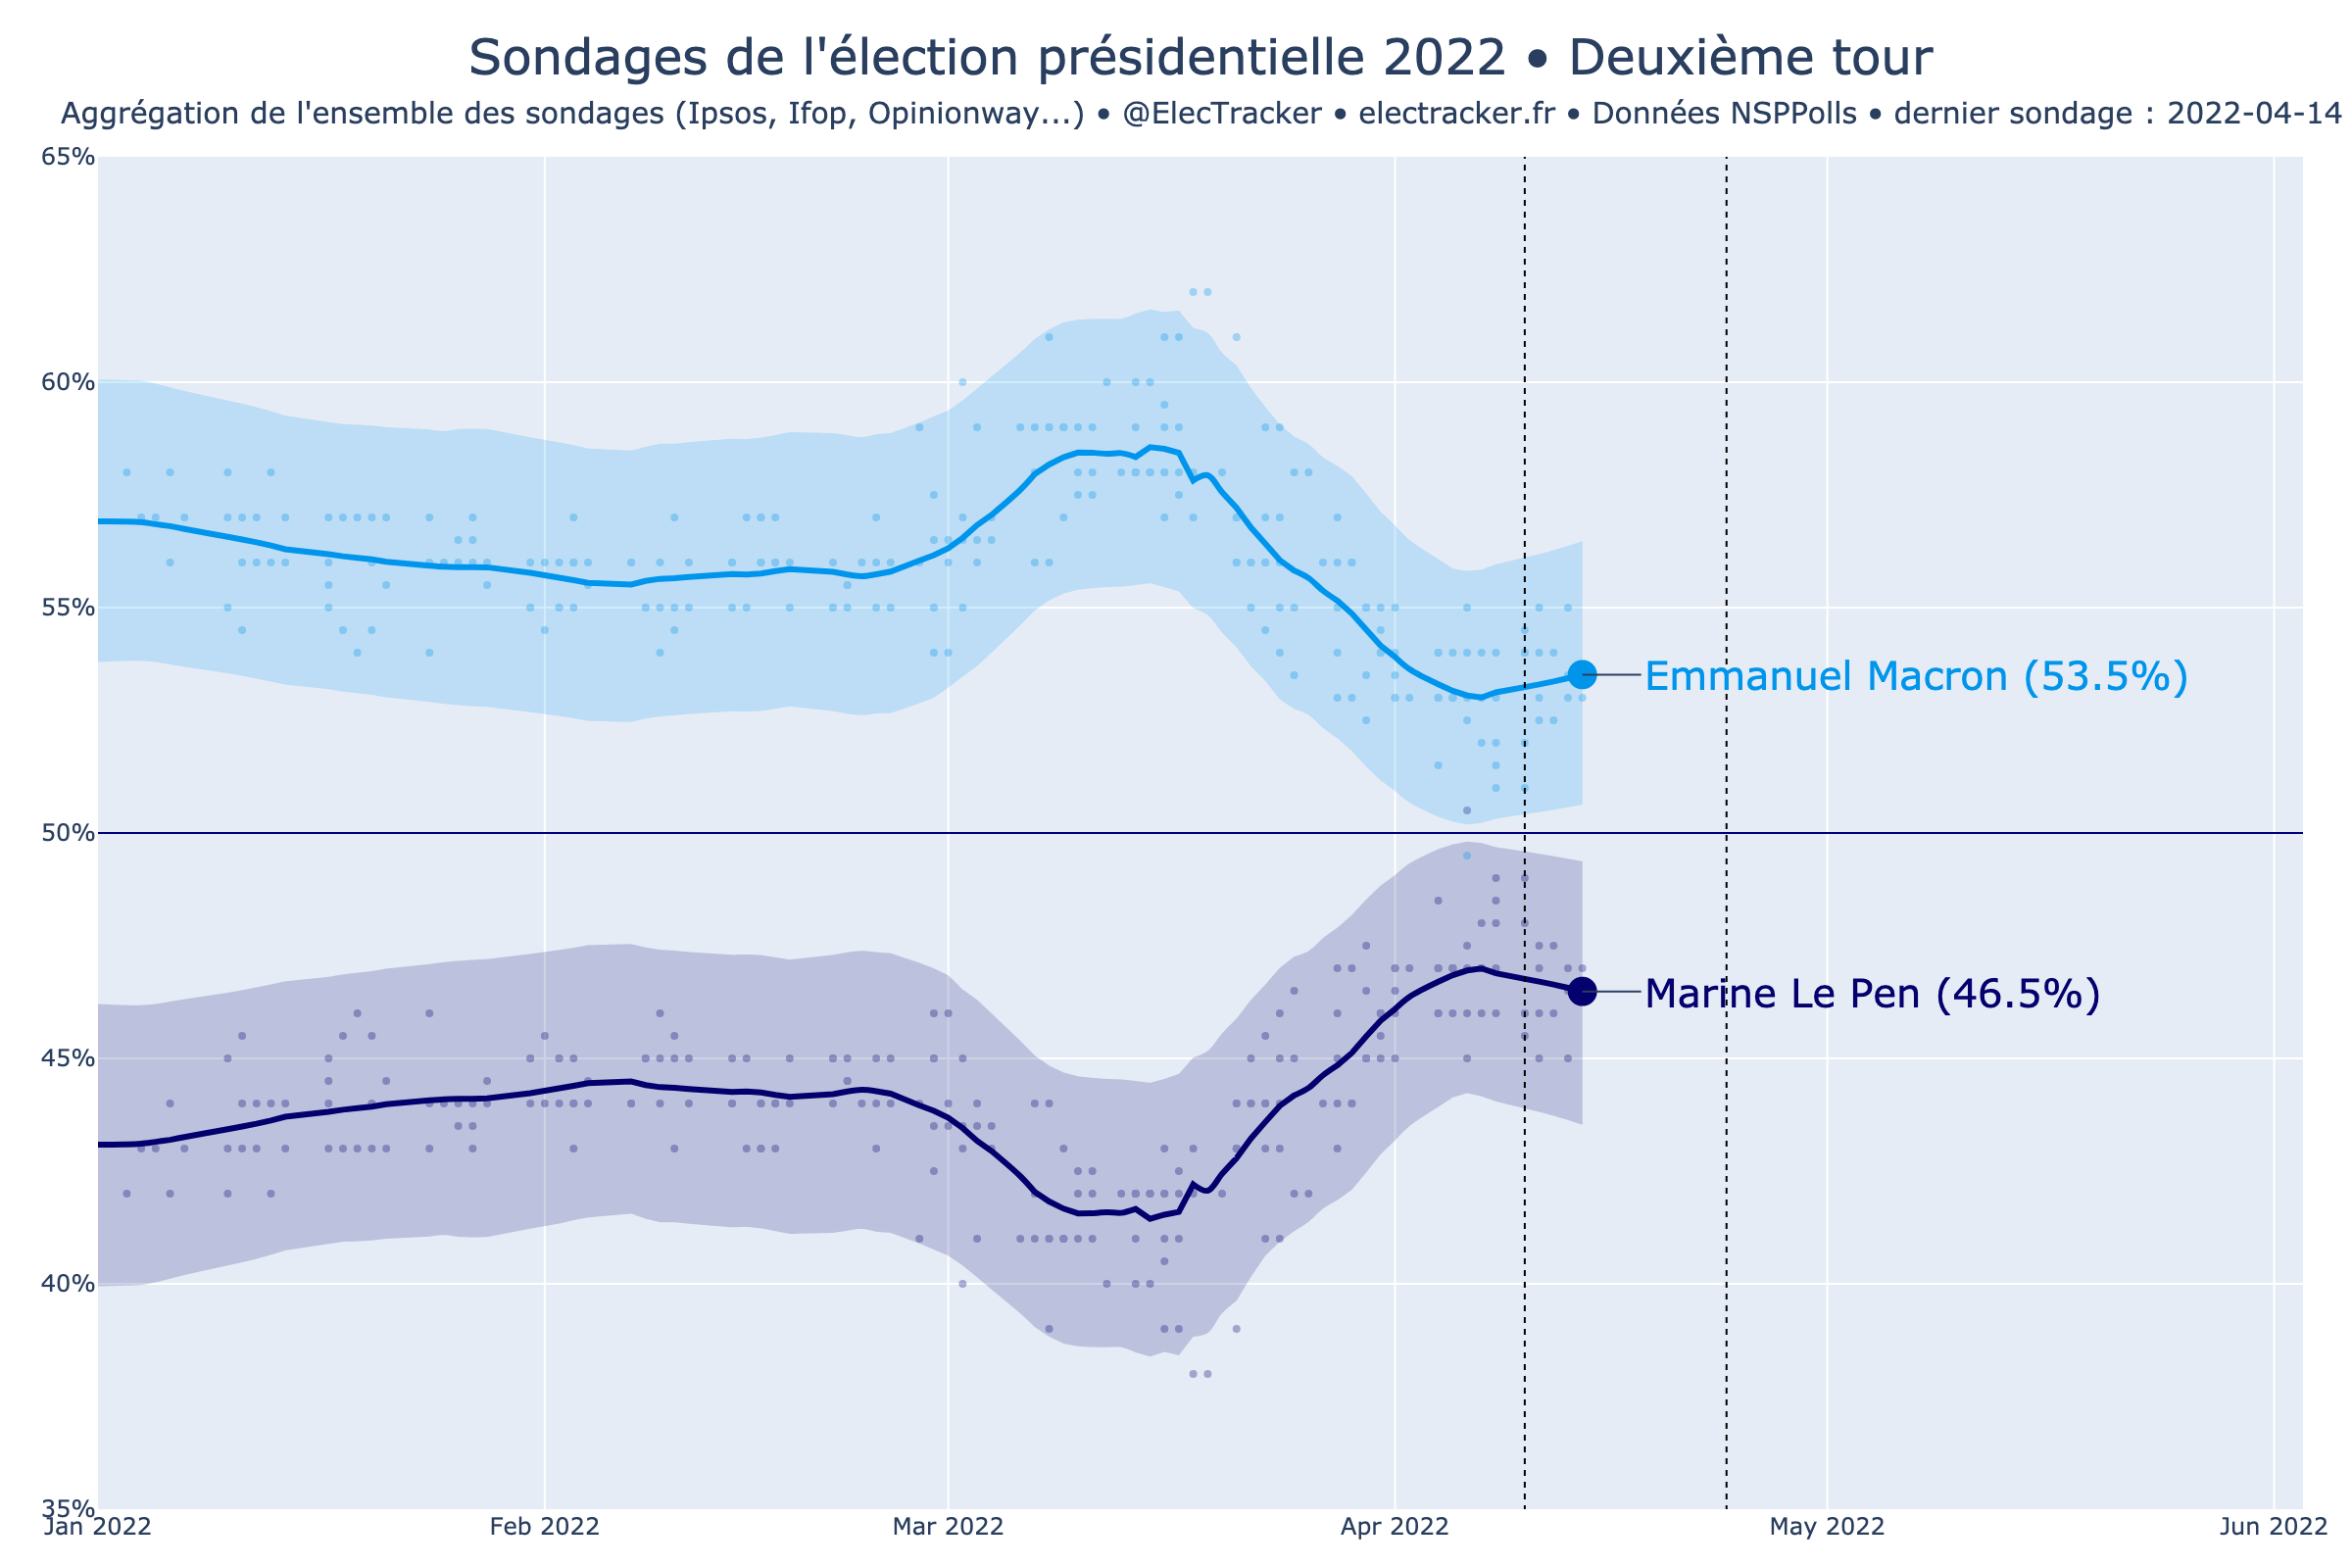 Sondages de l'élection présidentielle 2022 • Deuxième tour
Aggrégation de l'ensemble des sondages (Ipsos, Ifop, Opinionway...) • @ElecTracker • electracker.fr • Données NSPPolls • dernier sondage : 2022-04-14
65%
60%
55%
Emmanuel Macron (53.5%)
50%
Marine Le Pen (46.5%)
45%
40%
35%
Jan 2022 Feb 2022 Mar 2022 Apr 2022 May 2022 Jun 2022